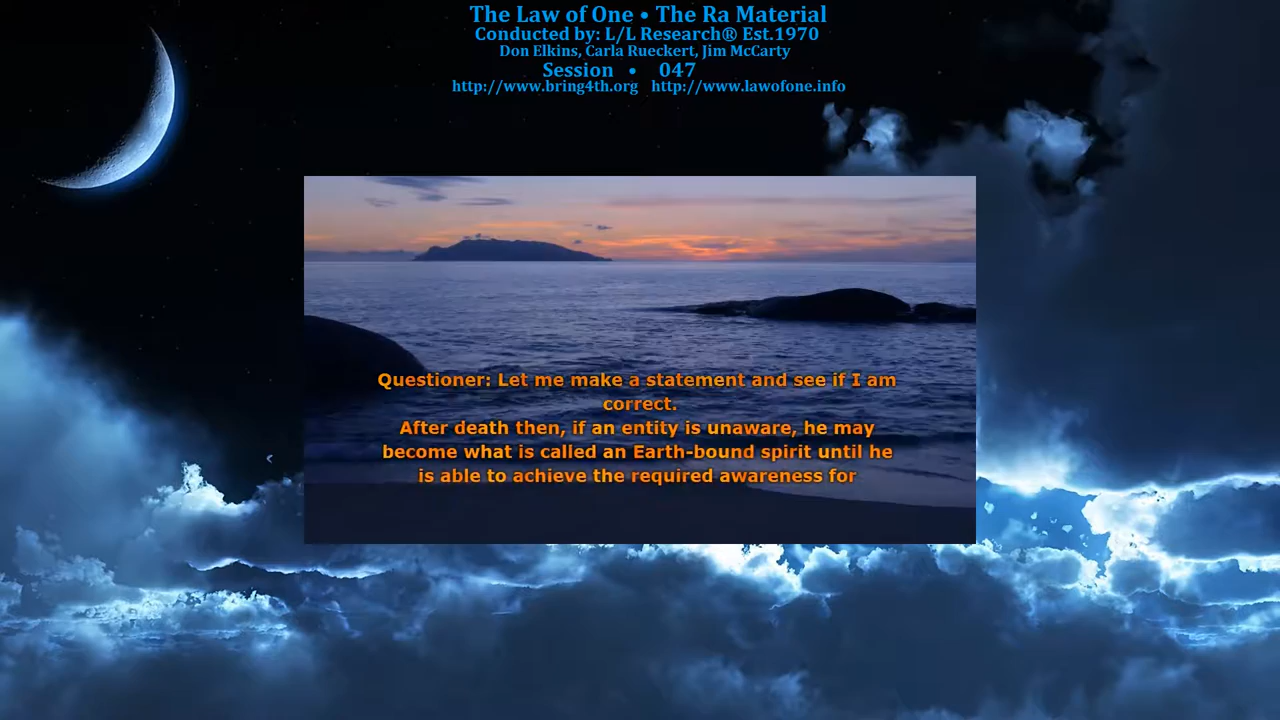 The Law of One • The Ra Material
Conducted by: L/L Research® Est.1970
Don Elkins, Carla Rueckert, Jim McCarty
Session • 047
http://www.bring4th.org http://www.lawofone.info
Questioner: Let me make a statement and see if I am
correct.
After death then, if an entity is unaware, he may
become what is called an Earth-bound spirit until he
is able to achieve the required awareness for